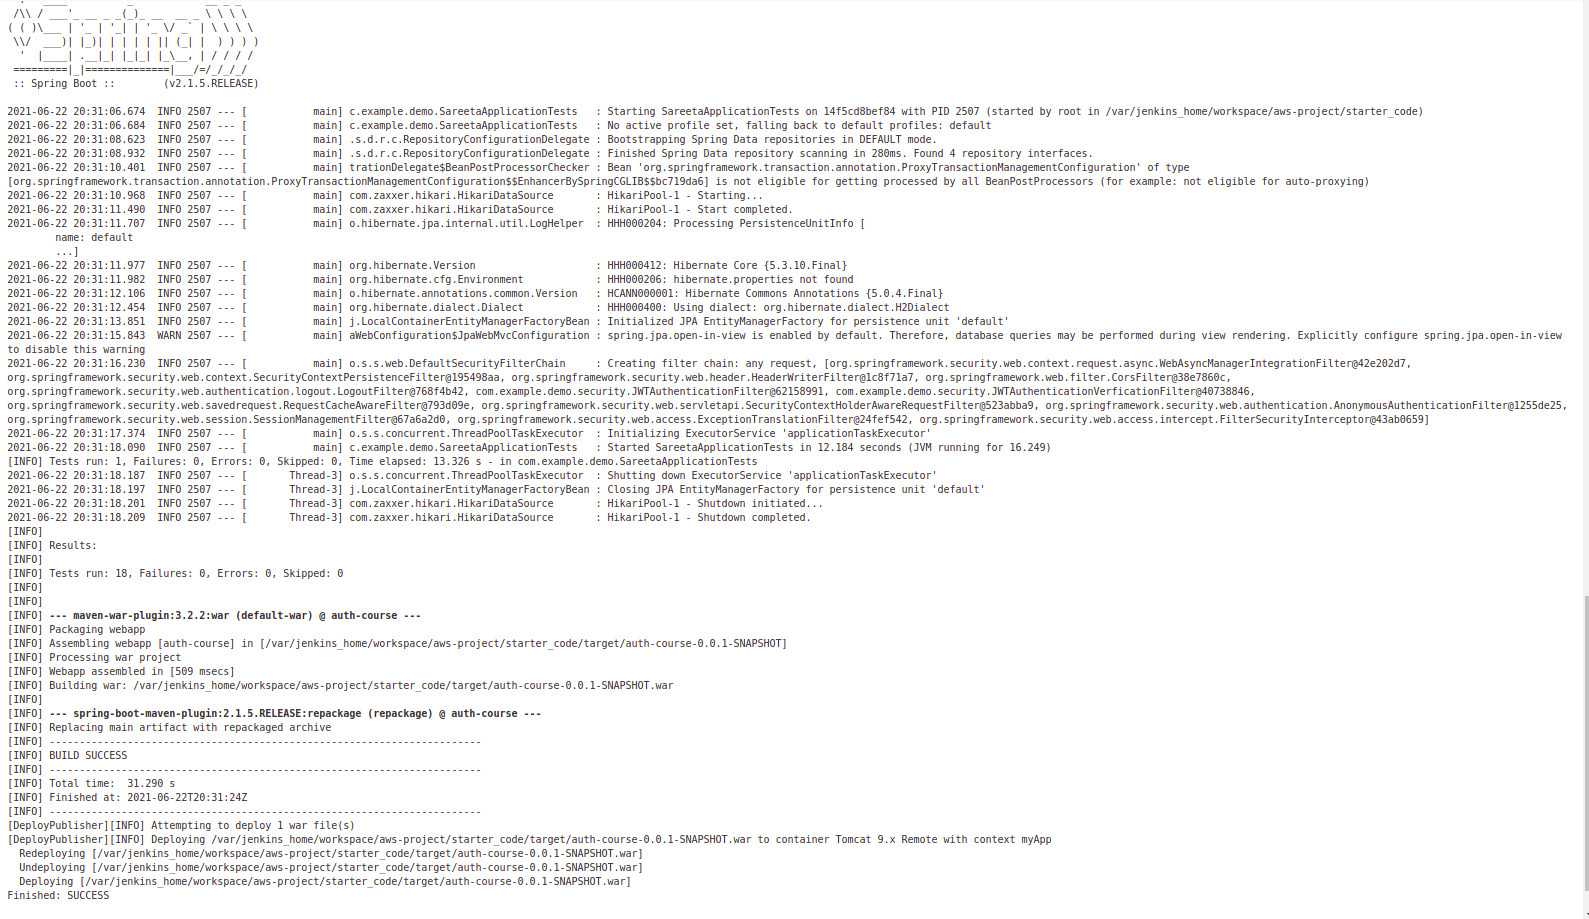 .   ____          _            __ _ _
 /\\ / ___'_ __ _ _(_)_ __  __ _ \ \ \ \
( ( )\___ | '_ | '_| | '_ \/ _` | \ \ \ \
 \\/  ___)| |_)| | | | | || (_| |  ) ) ) )
  '  |____| .__|_| |_|_| |_\__, | / / / /
 =========|_|==============|___/=/_/_/_/
 :: Spring Boot ::        (v2.1.5.RELEASE)
2021-06-22 20:31:06.674  INFO 2507 --- [           main] c.example.demo.SareetaApplicationTests   : Starting SareetaApplicationTests on 14f5cd8bef84 with PID 2507 (started by root in /var/jenkins_home/workspace/aws-project/starter_code)
2021-06-22 20:31:06.684  INFO 2507 --- [           main] c.example.demo.SareetaApplicationTests   : No active profile set, falling back to default profiles: default
2021-06-22 20:31:08.623  INFO 2507 --- [           main] .s.d.r.c.RepositoryConfigurationDelegate : Bootstrapping Spring Data repositories in DEFAULT mode.
2021-06-22 20:31:08.932  INFO 2507 --- [           main] .s.d.r.c.RepositoryConfigurationDelegate : Finished Spring Data repository scanning in 280ms. Found 4 repository interfaces.
2021-06-22 20:31:10.401  INFO 2507 --- [           main] trationDelegate$BeanPostProcessorChecker : Bean 'org.springframework.transaction.annotation.ProxyTransactionManagementConfiguration' of type
[org.springframework.transaction.annotation.ProxyTransactionManagementConfiguration$$EnhancerBySpringCGLIB$$bc719da6] is not eligible for getting processed by all BeanPostProcessors (for example: not eligible for auto-proxying)
2021-06-22 20:31:10.968  INFO 2507 --- [           main] com.zaxxer.hikari.HikariDataSource       : HikariPool-1 - Starting...
2021-06-22 20:31:11.490  INFO 2507 --- [           main] com.zaxxer.hikari.HikariDataSource       : HikariPool-1 - Start completed.
2021-06-22 20:31:11.707  INFO 2507 --- [           main] o.hibernate.jpa.internal.util.LogHelper  : HHH000204: Processing PersistenceUnitInfo [
        name: default
        ...]
2021-06-22 20:31:11.977  INFO 2507 --- [           main] org.hibernate.Version                    : HHH000412: Hibernate Core {5.3.10.Final}
2021-06-22 20:31:11.982  INFO 2507 --- [           main] org.hibernate.cfg.Environment            : HHH000206: hibernate.properties not found
2021-06-22 20:31:12.106  INFO 2507 --- [           main] o.hibernate.annotations.common.Version   : HCANN000001: Hibernate Commons Annotations {5.0.4.Final}
2021-06-22 20:31:12.454  INFO 2507 --- [           main] org.hibernate.dialect.Dialect            : HHH000400: Using dialect: org.hibernate.dialect.H2Dialect
2021-06-22 20:31:13.851  INFO 2507 --- [           main] j.LocalContainerEntityManagerFactoryBean : Initialized JPA EntityManagerFactory for persistence unit 'default'
2021-06-22 20:31:15.843  WARN 2507 --- [           main] aWebConfiguration$JpaWebMvcConfiguration : spring.jpa.open-in-view is enabled by default. Therefore, database queries may be performed during view rendering. Explicitly configure spring.jpa.open-in-view
to disable this warning
2021-06-22 20:31:16.230  INFO 2507 --- [           main] o.s.s.web.DefaultSecurityFilterChain     : Creating filter chain: any request, [org.springframework.security.web.context.request.async.WebAsyncManagerIntegrationFilter@42e202d7,
org.springframework.security.web.context.SecurityContextPersistenceFilter@195498aa, org.springframework.security.web.header.HeaderWriterFilter@1c8f71a7, org.springframework.web.filter.CorsFilter@38e7860c,
org.springframework.security.web.authentication.logout.LogoutFilter@768f4b42, com.example.demo.security.JWTAuthenticationFilter@62158991, com.example.demo.security.JWTAuthenticationVerficationFilter@40738846,
org.springframework.security.web.savedrequest.RequestCacheAwareFilter@793d09e, org.springframework.security.web.servletapi.SecurityContextHolderAwareRequestFilter@523abba9, org.springframework.security.web.authentication.AnonymousAuthenticationFilter@1255de25,
org.springframework.security.web.session.SessionManagementFilter@67a6a2d0, org.springframework.security.web.access.ExceptionTranslationFilter@24fef542, org.springframework.security.web.access.intercept.FilterSecurityInterceptor@43ab0659]
2021-06-22 20:31:17.374  INFO 2507 --- [           main] o.s.s.concurrent.ThreadPoolTaskExecutor  : Initializing ExecutorService 'applicationTaskExecutor'
2021-06-22 20:31:18.090  INFO 2507 --- [           main] c.example.demo.SareetaApplicationTests   : Started SareetaApplicationTests in 12.184 seconds (JVM running for 16.249)
[INFO] Tests run: 1, Failures: 0, Errors: 0, Skipped: 0, Time elapsed: 13.326 s - in com.example.demo.SareetaApplicationTests
2021-06-22 20:31:18.187  INFO 2507 --- [       Thread-3] o.s.s.concurrent.ThreadPoolTaskExecutor  : Shutting down ExecutorService 'applicationTaskExecutor'
2021-06-22 20:31:18.197  INFO 2507 --- [       Thread-3] j.LocalContainerEntityManagerFactoryBean : Closing JPA EntityManagerFactory for persistence unit 'default'
2021-06-22 20:31:18.201  INFO 2507 --- [       Thread-3] com.zaxxer.hikari.HikariDataSource       : HikariPool-1 - Shutdown initiated...
2021-06-22 20:31:18.209  INFO 2507 --- [       Thread-3] com.zaxxer.hikari.HikariDataSource       : HikariPool-1 - Shutdown completed.
[INFO]
[INFO] Results:
[INFO]
[INFO] Tests run: 18, Failures: 0, Errors: 0, Skipped: 0
[INFO]
[INFO]
[INFO] --- maven-war-plugin:3.2.2:war (default-war) @ auth-course ---
[INFO] Packaging webapp
[INFO] Assembling webapp [auth-course] in [/var/jenkins_home/workspace/aws-project/starter_code/target/auth-course-0.0.1-SNAPSHOT]
[INFO] Processing war project
[INFO] Webapp assembled in [509 msecs]
[INFO] Building war: /var/jenkins_home/workspace/aws-project/starter_code/target/auth-course-0.0.1-SNAPSHOT.war
[INFO]
[INFO] --- spring-boot-maven-plugin:2.1.5.RELEASE:repackage (repackage) @ auth-course ---
[INFO] Replacing main artifact with repackaged archive
[INFO] ------------------------------------------------------------------------
[INFO] BUILD SUCCESS
[INFO] ------------------------------------------------------------------------
[INFO] Total time:  31.290 s
[INFO] Finished at: 2021-06-22T20:31:24Z
[INFO] ------------------------------------------------------------------------
[DeployPublisher][INFO] Attempting to deploy 1 war file(s)
[DeployPublisher][INFO] Deploying /var/jenkins_home/workspace/aws-project/starter_code/target/auth-course-0.0.1-SNAPSHOT.war to container Tomcat 9.x Remote with context myApp
  Redeploying [/var/jenkins_home/workspace/aws-project/starter_code/target/auth-course-0.0.1-SNAPSHOT.war]
  Undeploying [/var/jenkins_home/workspace/aws-project/starter_code/target/auth-course-0.0.1-SNAPSHOT.war]
  Deploying [/var/jenkins_home/workspace/aws-project/starter_code/target/auth-course-0.0.1-SNAPSHOT.war]
Finished: SUCCESS